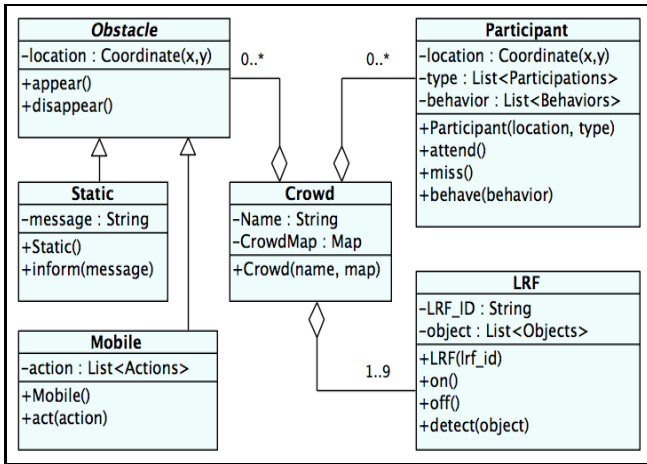 Obstacle
-location : Coordinate(x,y)
+appear()
+disappear()
0..*
0..*
Participant
-location : Coordinate(x,y)
-type : List<Participations>
-behavior : List<Behaviors>
+Participant(location, type)
+attend()
+miss()
+behave(behavior)
Static
-message : String
+Static()
+inform(message)
Crowd
-Name : String
-CrowdMap : Map
+Crowd(name, map)
Mobile
-action : List<Actions>
+Mobile()
+act(action)
1..9
LRF
-LRF_ID : String
-object : List<Objects>
+LRF(lrf_id)
+on()
+off()
+detect(object)